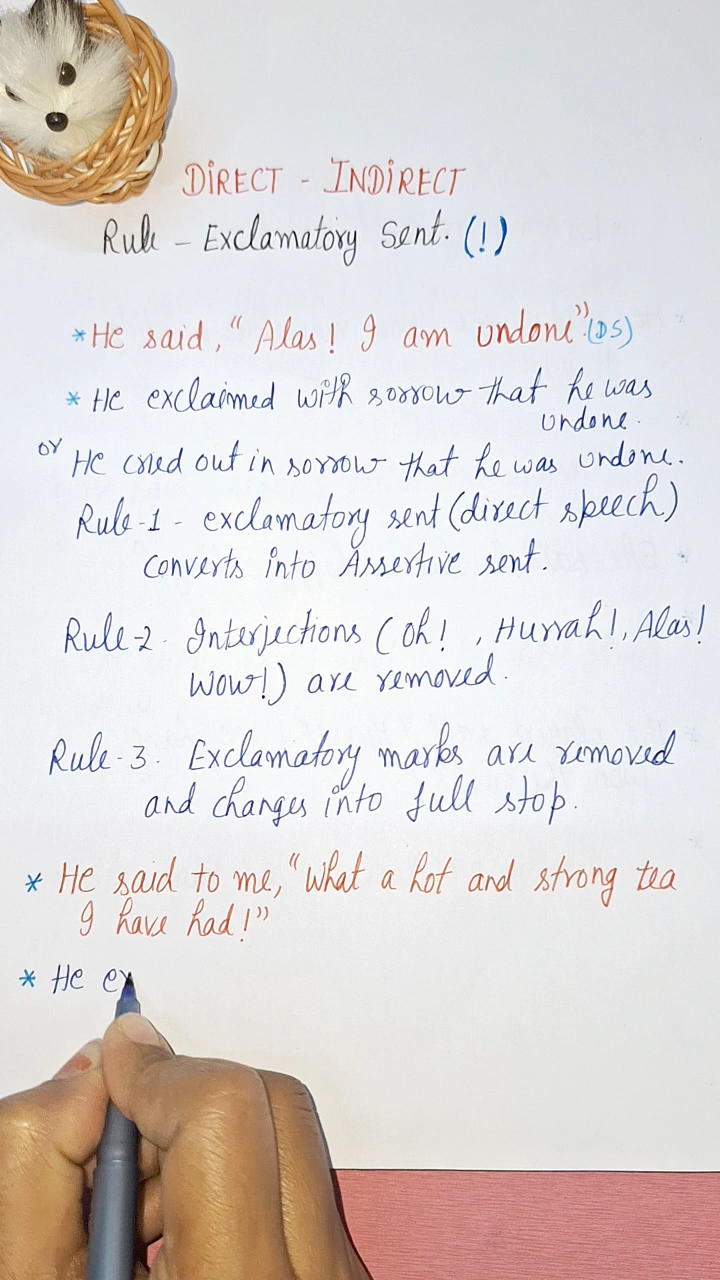 DIRECT - INDIRECT
Rule - Exclamatory Sent. (!)
* He said, "Alas! I am undone". (DS)
* He exclaimed with sorrow that he was
undone.
or He cried out in sorrow that he was undone.
Rule-1 - exclamatory sent (direct speech)
converts into Assertive sent.
Rule-2. Interjections (Oh! , Hurrah!, Alas!
Wow!) are removed.
Rule-3. Exclamatory marks are removed
and changes into full stop.
* He said to me, "What a hot and strong tea
I have had!"
* He ex